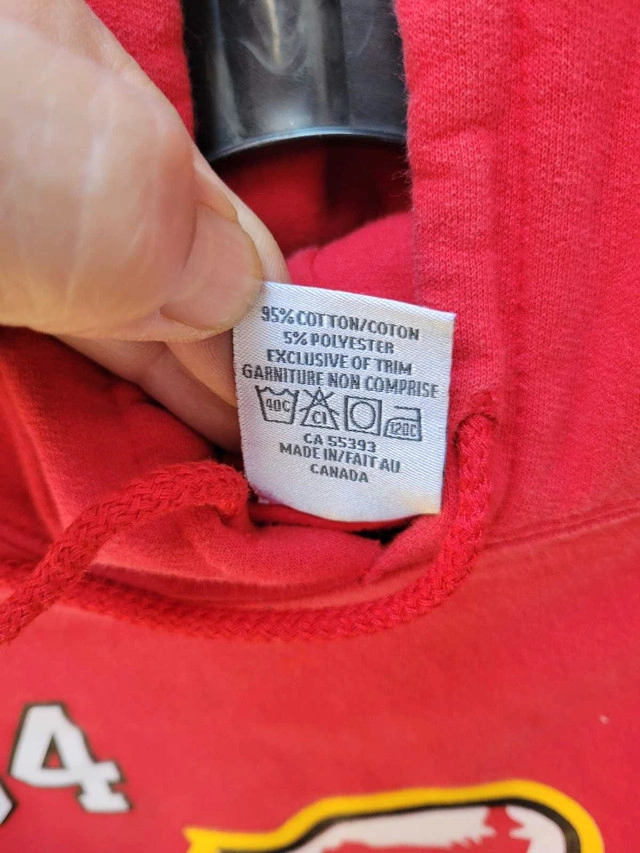 95% COTTON/COTON
5% POLYESTER
EXCLUSIVE OF TRIM
GARNITURE NON COMPRISE
40C Cl 120C
CA 55393
MADE IN/FAIT AU
CANADA
4